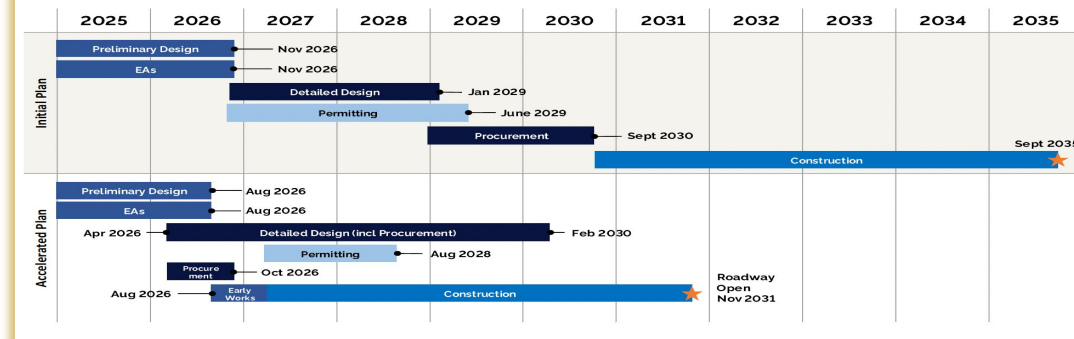 2025 2026 2027 2028 2029 2030 2031 2032 2033 2034 2035
Initial Plan
Preliminary Design Nov 2026
EAs Nov 2026
Detailed Design Jan 2029
Permitting June 2029
Procurement Sept 2030
Sept 2035
Construction
Accelerated Plan
Preliminary Design Aug 2026
EAs Aug 2026
Apr 2026 Detailed Design (incl Procurement) Feb 2030
Permitting Aug 2028
Procure
ment
Oct 2026
Aug 2026
Early
Works
Construction
Roadway
Open
Nov 2031